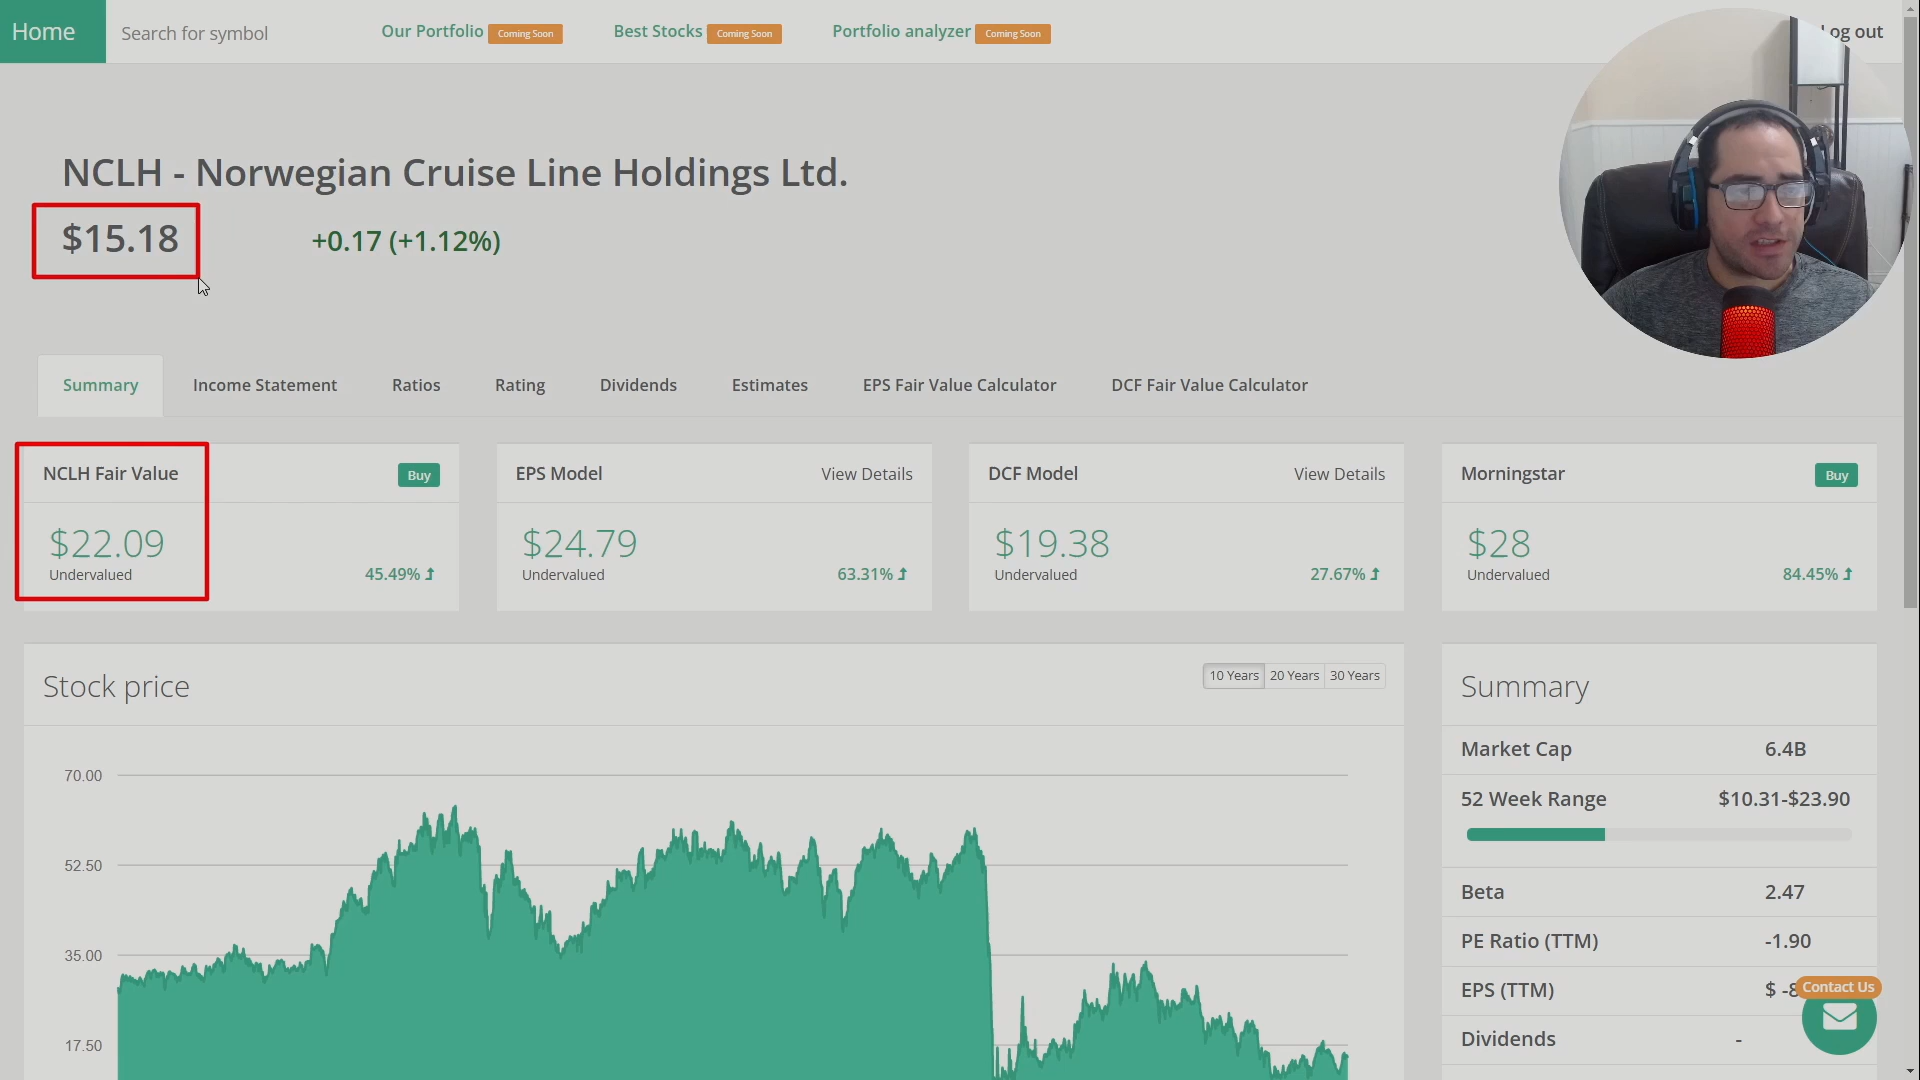 Home
Search for symbol
Our Portfolio Coming Soon
Best Stocks Coming Soon
Portfolio analyzer Coming Soon
og out
NCLH - Norwegian Cruise Line Holdings Ltd.
$15.18
+0.17 (+1.12%)
Summary
Income Statement
Ratios
Rating
Dividends
Estimates
EPS Fair Value Calculator
DCF Fair Value Calculator
NCLH Fair Value
Buy
$22.09
Undervalued
45.49%
EPS Model
View Details
$24.79
Undervalued
63.31%
DCF Model
View Details
$19.38
Undervalued
27.67%
Morningstar
Buy
$28
Undervalued
84.45%
Stock price
10 Years
20 Years
30 Years
70.00
52.50
35.00
17.50
Summary
Market Cap 6.4B
52 Week Range $10.31-$23.90
Beta 2.47
PE Ratio (TTM) -1.90
EPS (TTM) $ -8
Contact Us
Dividends -